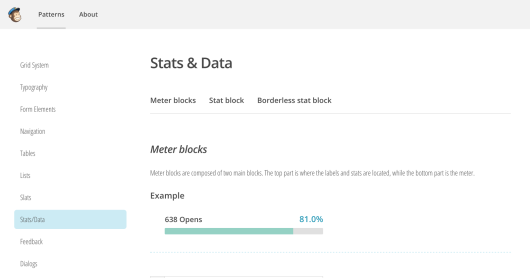 Patterns About
Grid System
Typography
Form Elements
Navigation
Tables
Lists
Slats
Stats/Data
Feedback
Dialogs
Stats & Data
Meter blocks Stat block Borderless stat block
Meter blocks
Meter blocks are composed of two main blocks. The top part is where the labels and stats are located, while the bottom part is the meter.
Example
638 Opens 81.0%